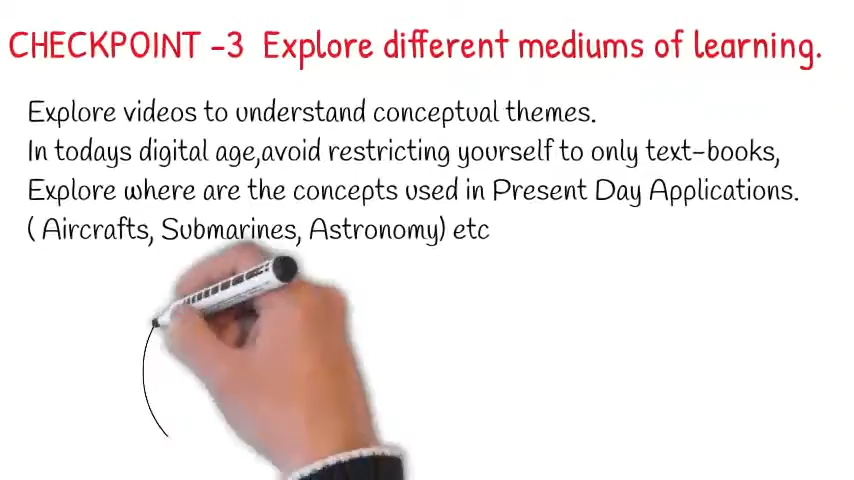 CHECKPOINT -3 Explore different mediums of learning.
Explore videos to understand conceptual themes.
In todays digital age,avoid restricting yourself to only text-books,
Explore where are the concepts used in Present Day Applications.
( Aircrafts, Submarines, Astronomy) etc